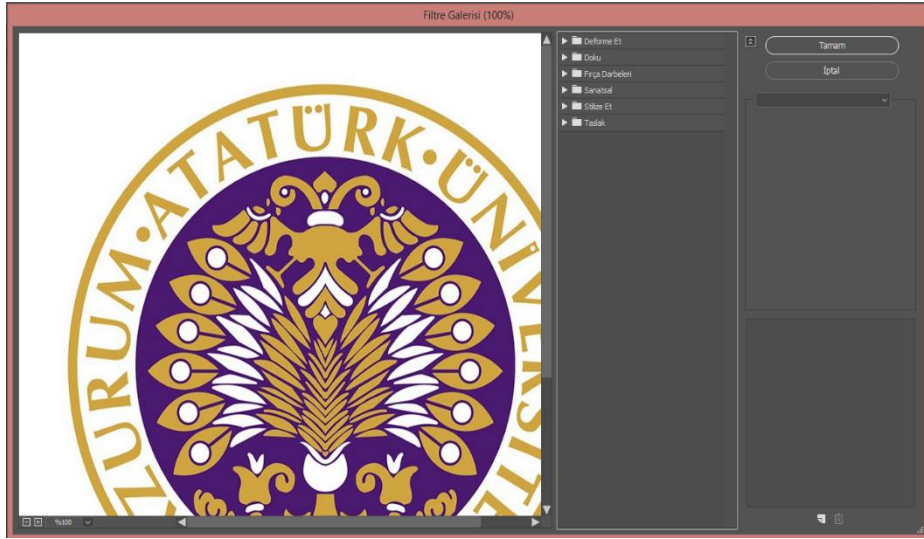 Filtre Galerisi (100%)
ZURUM•ATATÜRK•ÜNİVERSİTE
Deforme Et
Doku
Fırça Darbeleri
Sanatsal
Stilize Et
Taslak
Tamam
İptal
%100